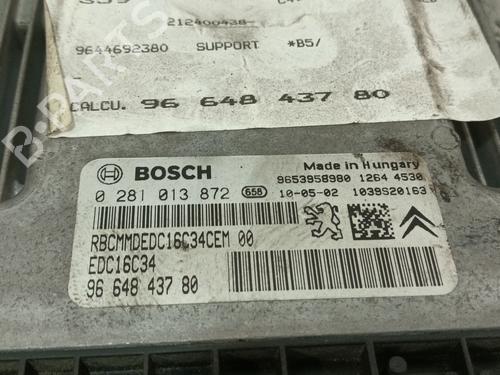 -212400438-
9644692380 SUPPORT *B5/
CALCU. 96 648 437 80
BOSCH
Made in Hungary
0 281 013 872 658
9653958980 1264 4530
10-05-02 1039S20163
RBCMMDEDC16C34CEM 00
EDC16C34
96 648 437 80
B-PARTS